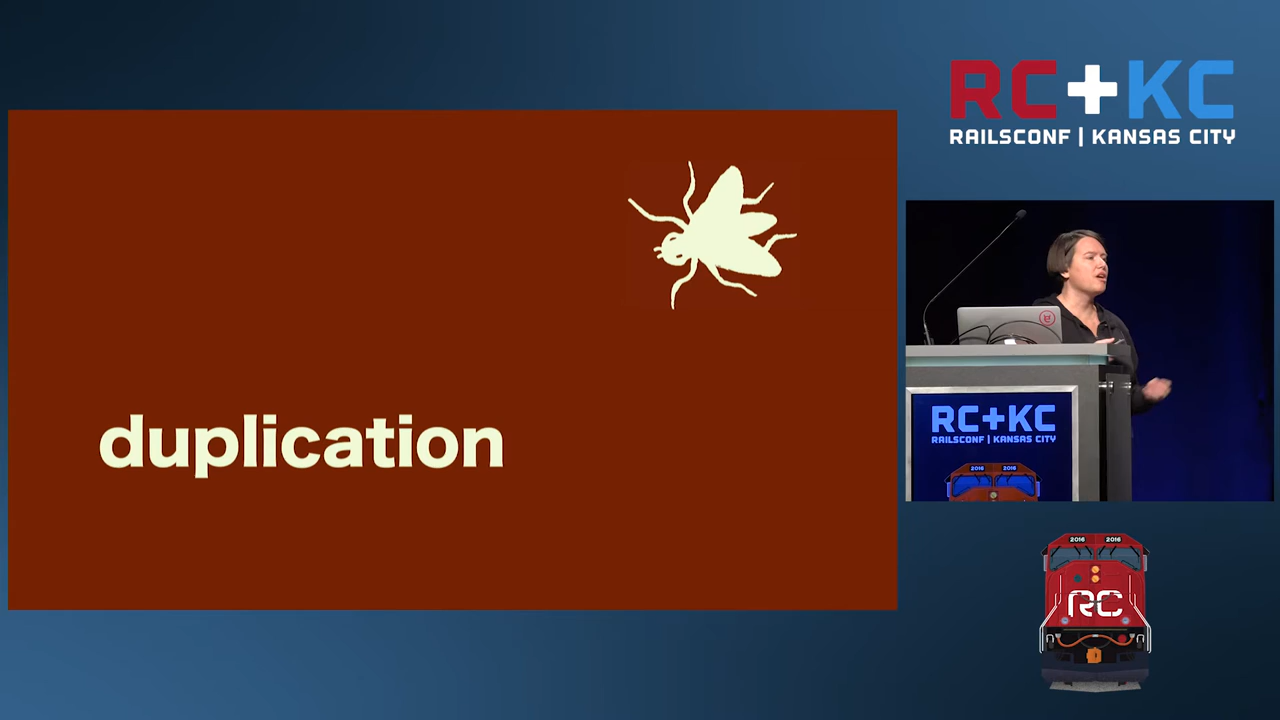 duplication
RC+KC
RAILSCONF | KANSAS CITY
RC+KC
RAILSCONF | KANSAS CITY
2016 2016
2016 2016
RC